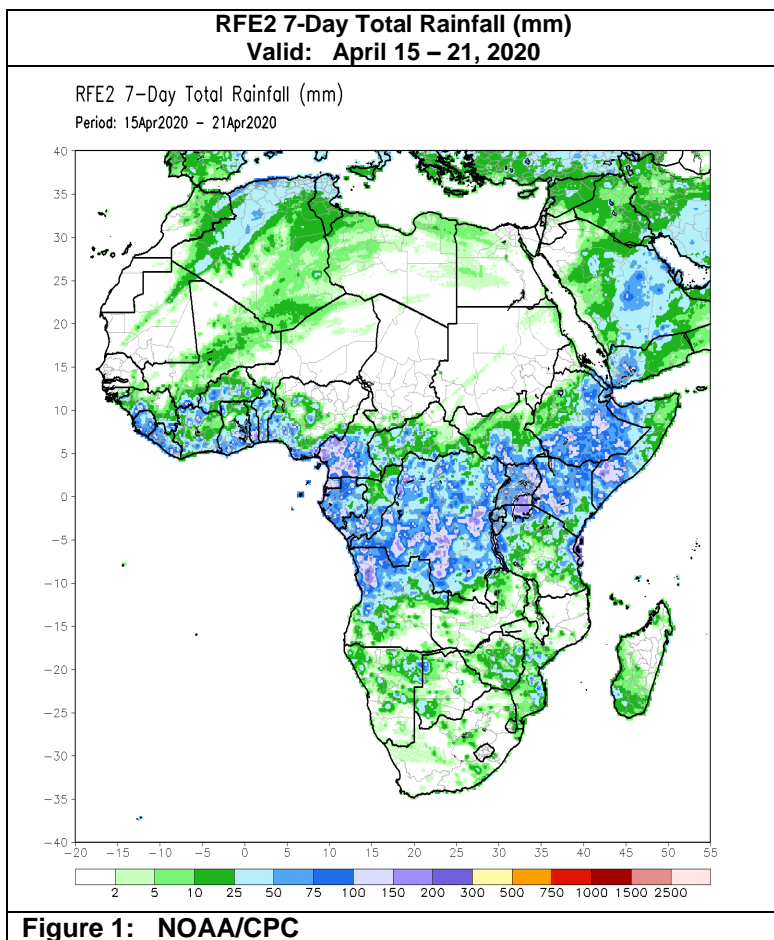 RFE2 7-Day Total Rainfall (mm)
Valid: April 15 – 21, 2020
RFE2 7-Day Total Rainfall (mm)
Period: 15Apr2020 - 21Apr2020
40
35
30
25
20
15
10
5
0
-5
-10
-15
-20
-25
-30
-35
-40
-20 -15 -10 -5 0 5 10 15 20 25 30 35 40 45 50 55
2 5 10 25 50 75 100 150 200 300 500 750 1000 1500 2500
Figure 1: NOAA/CPC